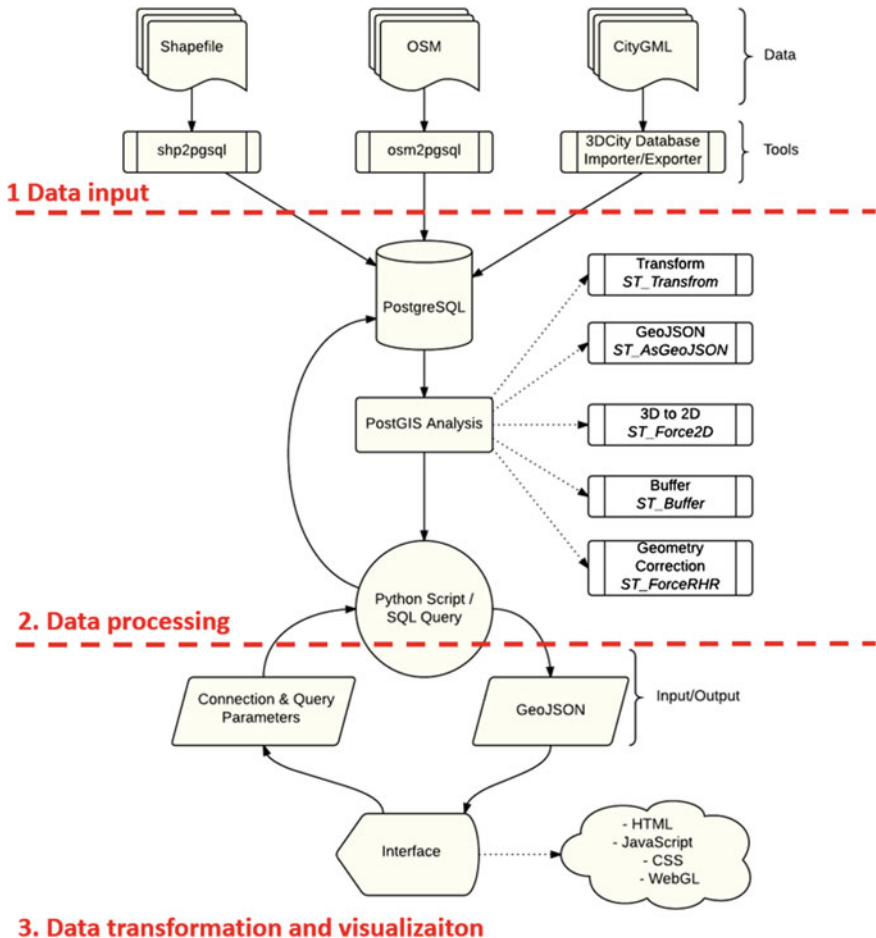 Shapefile
OSM
CityGML
Data
shp2pgsql
osm2pgsql
3DCity Database
Importer/Exporter
Tools
1 Data input
PostgreSQL
Transform
ST_Transfrom
GeoJSON
ST_AsGeoJSON
PostGIS Analysis
3D to 2D
ST_Force2D
Buffer
ST_Buffer
Geometry
Correction
ST_ForceRHR
Python Script /
SQL Query
2. Data processing
Connection & Query
Parameters
GeoJSON
Input/Output
Interface
- HTML
- JavaScript
- CSS
- WebGL
3. Data transformation and visualizaiton